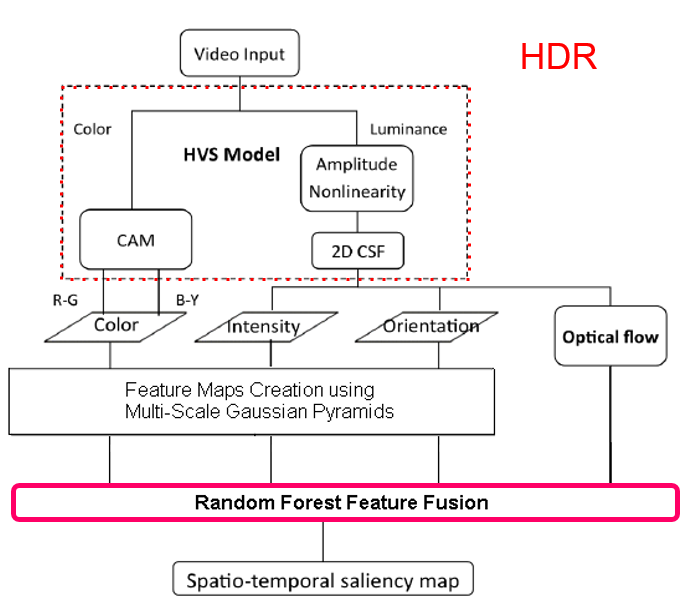 Video Input
HDR
Color
Luminance
HVS Model
Amplitude
Nonlinearity
CAM
2D CSF
R-G
B-Y
Color
Intensity
Orientation
Optical flow
Feature Maps Creation using
Multi-Scale Gaussian Pyramids
Random Forest Feature Fusion
Spatio-temporal saliency map